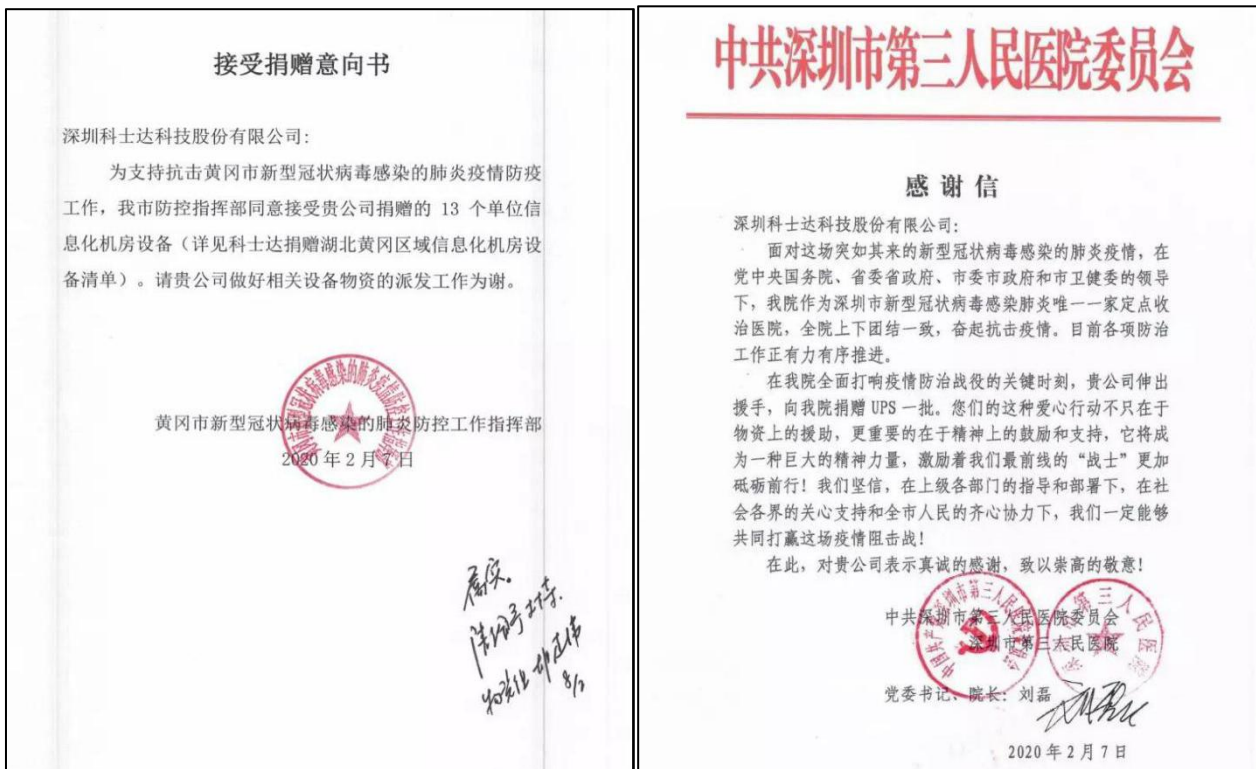 接受捐赠意向书
深圳科士达科技股份有限公司:
为支持抗击黄冈市新型冠状病毒感染的肺炎疫情防疫
工作，我市防控指挥部同意接受贵公司捐赠的 13 个单位信
息化机房设备（详见科士达捐赠湖北黄冈区域信息化机房设
备清单）。请贵公司做好相关设备物资的派发工作为谢。
黄冈市新型冠状病毒感染的肺炎防控工作指挥部
2020 年 2 月 7 日
8/2
中共深圳市第三人民医院委员会
感谢信
深圳科士达科技股份有限公司:
面对这场突如其来的新型冠状病毒感染的肺炎疫情，在
党中央国务院、省委省政府、市委市政府和市卫健委的领导
下，我院作为深圳市新型冠状病毒感染肺炎唯一一家定点收
治医院，全院上下团结一致，奋起抗击疫情。目前各项防治
工作正有力有序推进。
在我院全面打响疫情防治战役的关键时刻，贵公司伸出
援手，向我院捐赠 UPS 一批。您们的这种爱心行动不只在于
物资上的援助，更重要的在于精神上的鼓励和支持，它将成
为一种巨大的精神力量，激励着我们最前线的“战士”更加
砥砺前行！我们坚信，在上级各部门的指导和部署下，在社
会各界的关心支持和全市人民的齐心协力下，我们一定能够
共同打赢这场疫情阻击战！
在此，对贵公司表示真诚的感谢，致以崇高的敬意！
中共深圳市第三人民医院委员会
深圳市第三人民医院
党委书记、院长：刘磊
2020 年 2 月 7 日